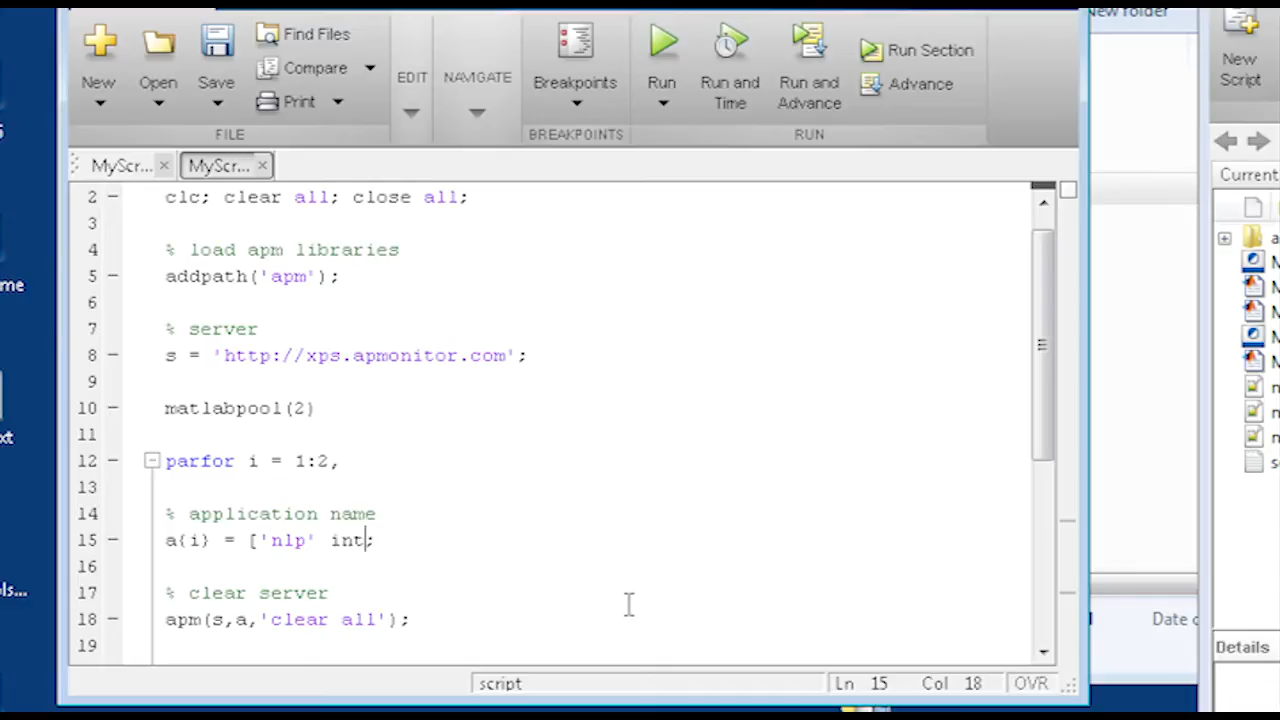 New folder
New
Open
Save
Find Files
Compare
Print
FILE
EDIT
NAVIGATE
Breakpoints
BREAKPOINTS
Run
Run and Time
Run and Advance
Run Section
Advance
RUN
New Script
MyScr...
MyScr...
Current
2 – clc; clear all; close all;
3
4 % load apm libraries
5 – addpath('apm');
6
7 % server
8 – s = 'http://xps.apmonitor.com';
9
10 – matlabpool(2)
11
12 – parfor i = 1:2,
13
14 % application name
15 – a{i} = ['nlp' int;
16
17 % clear server
18 – apm(s,a,'clear all');
19
script
Ln 15 Col 18 OVR
Details